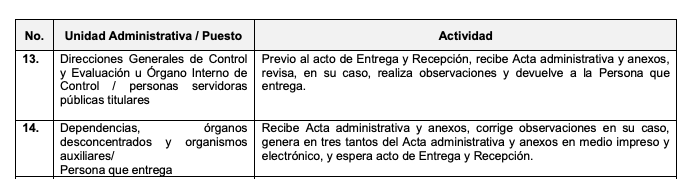 No. Unidad Administrativa / Puesto Actividad
13. Direcciones Generales de Control
y Evaluación u Órgano Interno de
Control / personas servidoras
públicas titulares
Previo al acto de Entrega y Recepción, recibe Acta administrativa y anexos,
revisa, en su caso, realiza observaciones y devuelve a la Persona que
entrega.
14. Dependencias, órganos
desconcentrados y organismos
auxiliares/
Persona que entrega
Recibe Acta administrativa y anexos, corrige observaciones en su caso,
genera en tres tantos del Acta administrativa y anexos en medio impreso y
electrónico, y espera acto de Entrega y Recepción.